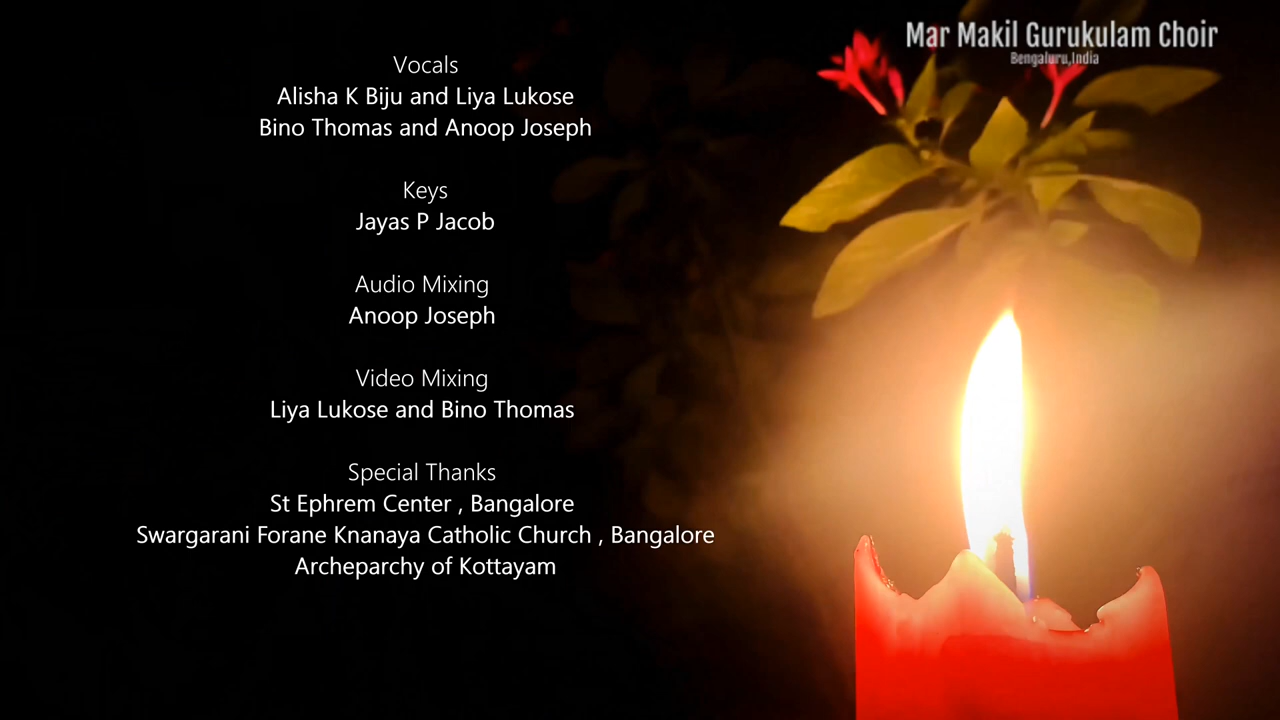 Mar Makil Gurukulam Choir
Bengaluru,India
Vocals
Alisha K Biju and Liya Lukose
Bino Thomas and Anoop Joseph
Keys
Jayas P Jacob
Audio Mixing
Anoop Joseph
Video Mixing
Liya Lukose and Bino Thomas
Special Thanks
St Ephrem Center , Bangalore
Swargarani Forane Knanaya Catholic Church , Bangalore
Archeparchy of Kottayam